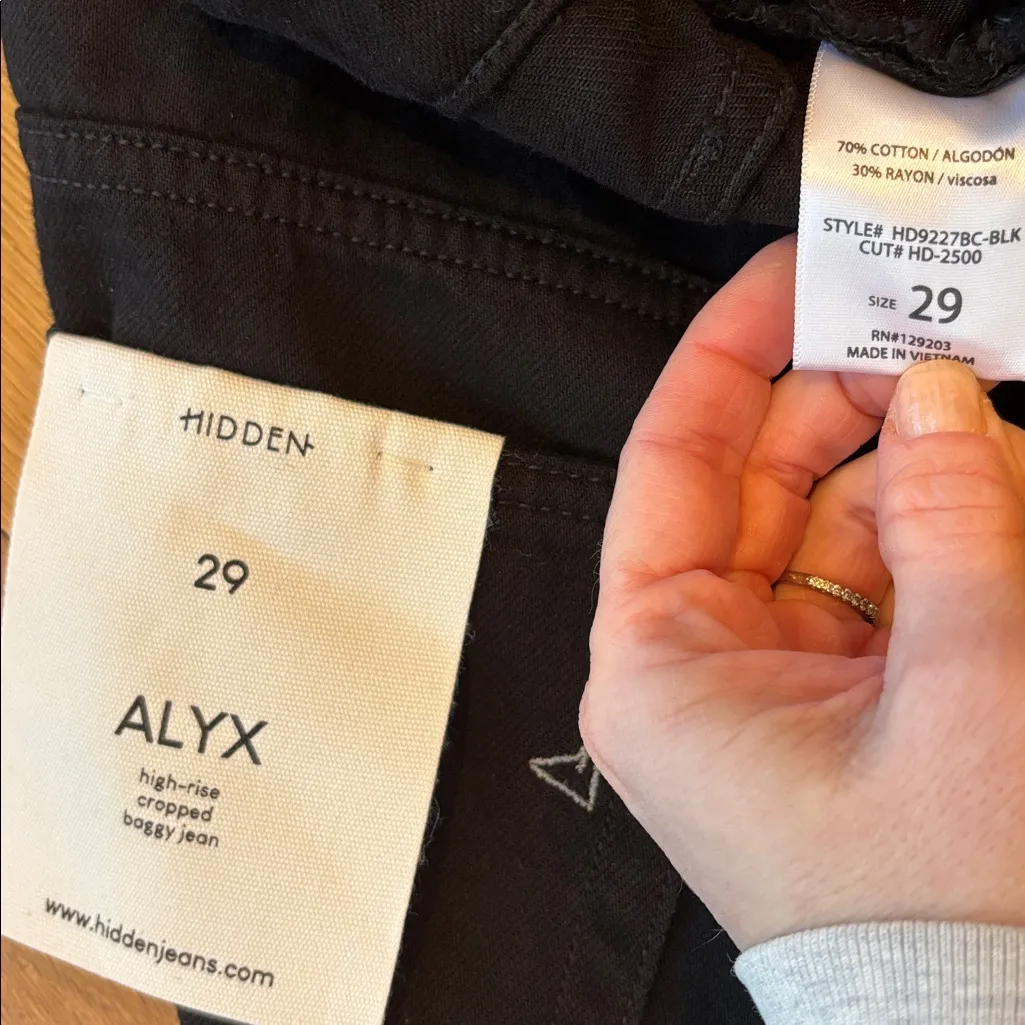 70% COTTON / ALGODÓN
30% RAYON / viscosa
STYLE# HD9227BC-BLK
CUT# HD-2500
SIZE 29
RN#129203
MADE IN VIETNAM
HIDDEN
29
ALYX
high-rise
cropped
baggy jean
www.hiddenjeans.com